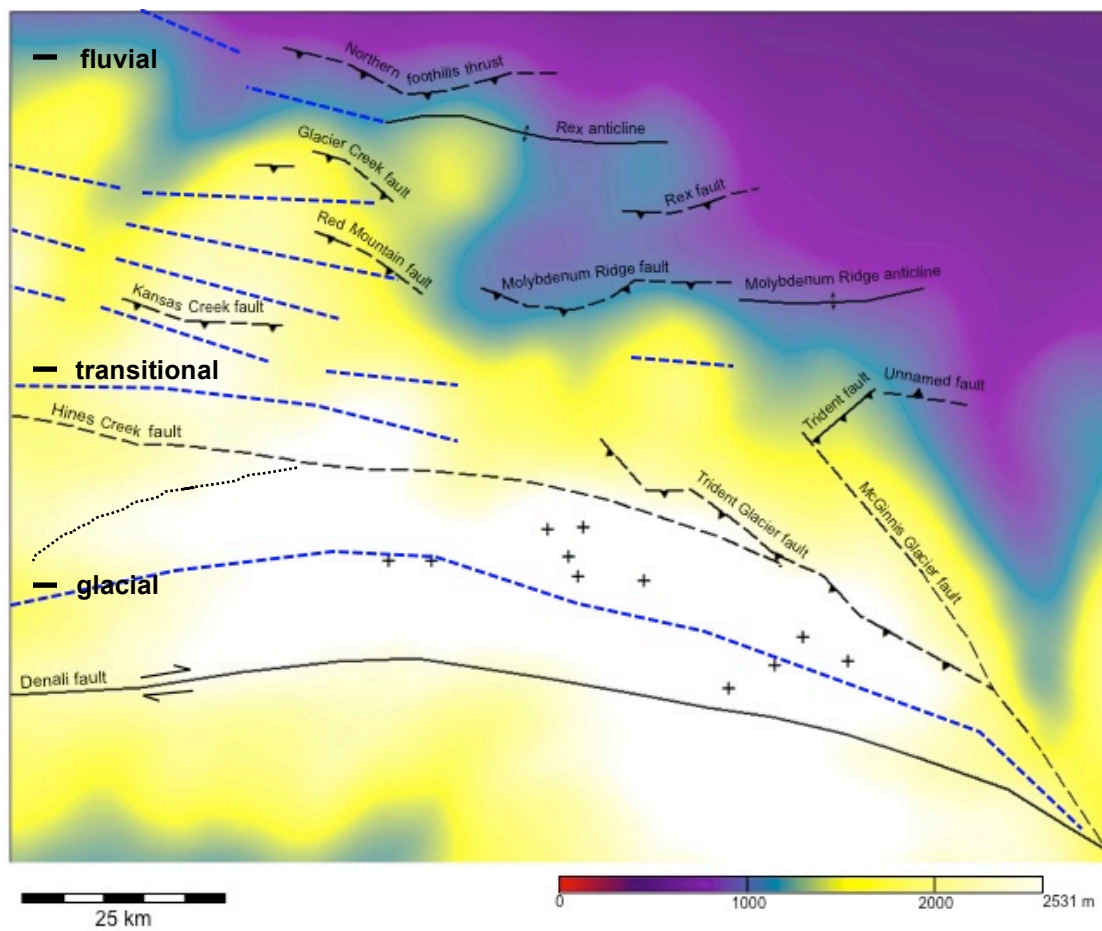 fluvial
Northern foothills thrust
Rex anticline
Glacier Creek fault
Rex fault
Red Mountain fault
Molybdenum Ridge fault
Molybdenum Ridge anticline
Kansas Creek fault
transitional
Trident fault
Unnamed fault
Hines Creek fault
Trident Glacier fault
McGinnis Glacier fault
glacial
Denali fault
25 km
0
1000
2000
2531 m